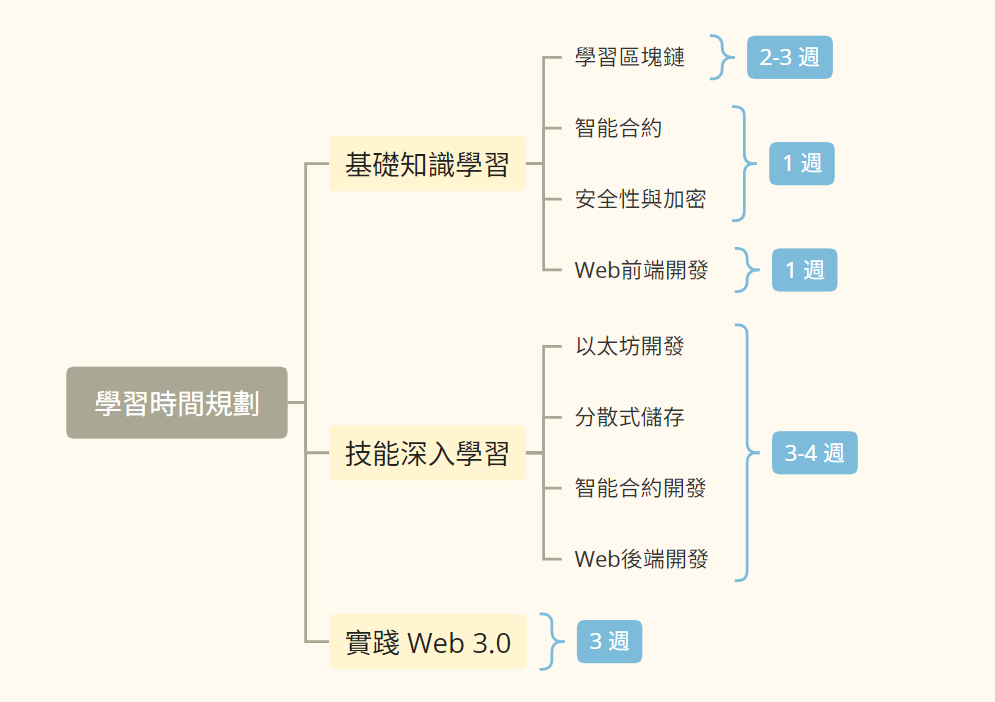 學習時間規劃
基礎知識學習
學習區塊鏈
2-3 週
智能合約
安全性與加密
1 週
Web前端開發
1 週
技能深入學習
以太坊開發
分散式儲存
智能合約開發
Web後端開發
3-4 週
實踐 Web 3.0
3 週